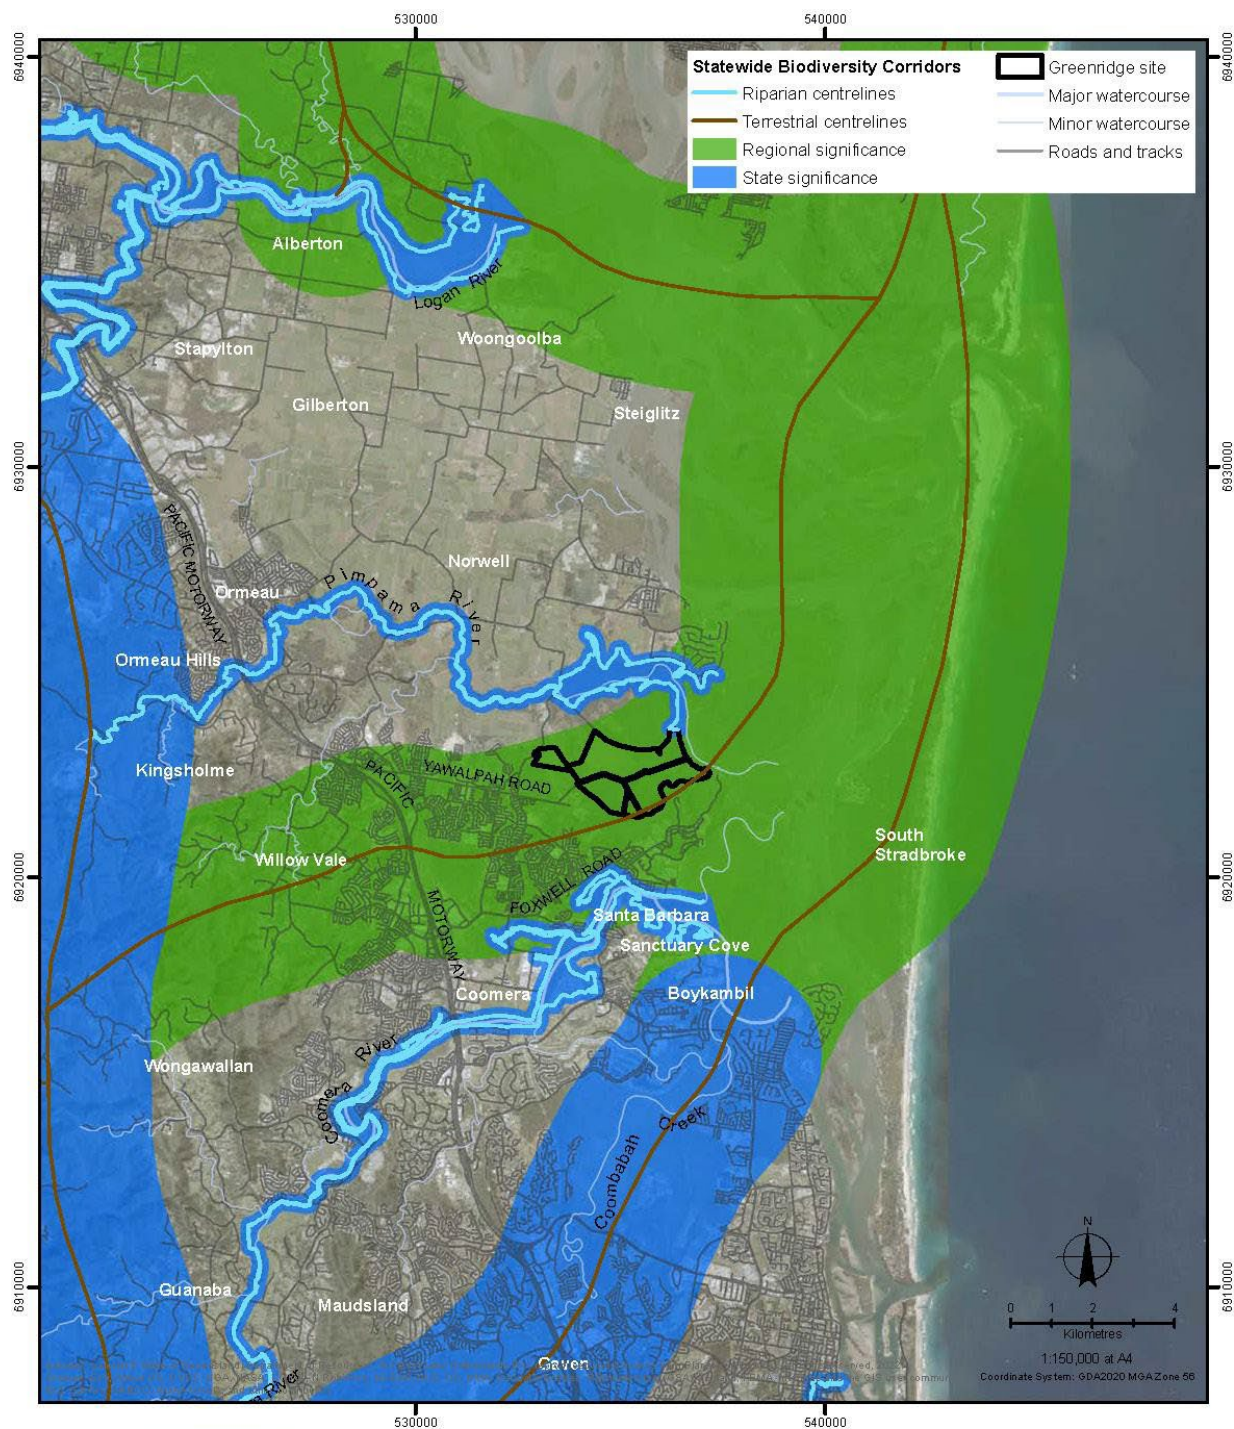 530000
540000
6940000
6940000
Statewide Biodiversity Corridors
Riparian centrelines
Terrestrial centrelines
Regional significance
State significance
Greenridge site
Major watercourse
Minor watercourse
Roads and tracks
Alberton
Logan River
Woongoolba
Stapylton
Gilberton
Steiglitz
6930000
6930000
PACIFIC MOTORWAY
Norwell
Ormeau
Pimpama River
Ormeau Hills
Kingsholme
PACIFIC
YAWALPAH ROAD
Willow Vale
South
Stradbroke
6920000
6920000
MOTORWAY
FOXWELL ROAD
Santa Barbara
Sanctuary Cove
Coomera
Boykambil
Wongawallan
Coomera River
Coombabah Creek
N
6910000
6910000
Guanaba
Maudsland
0 1 2 4
Kilometres
Gaven
1:150,000 at A4
Coordinate System: GDA2020 MGA Zone 56
River
530000
540000